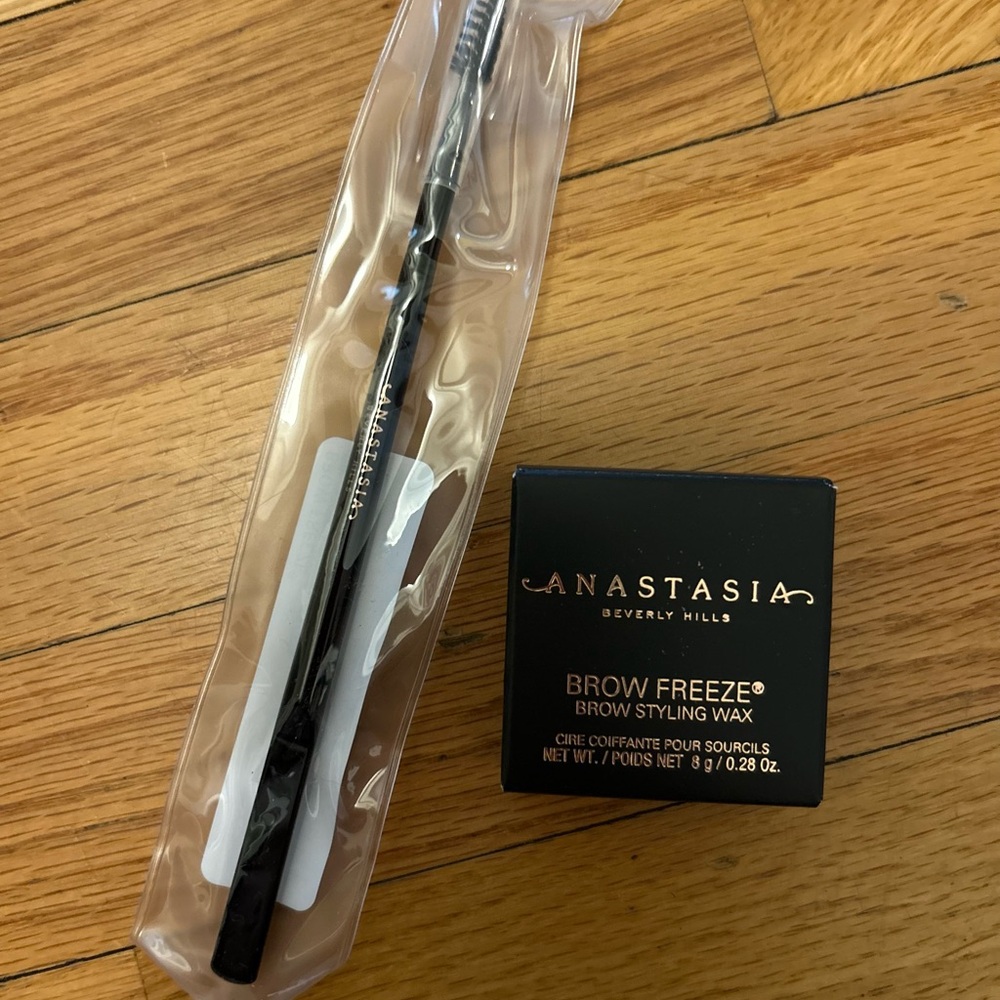 ANASTASIA
ANASTASIA
BEVERLY HILLS
BROW FREEZE®
BROW STYLING WAX
CIRE COIFFANTE POUR SOURCILS
NET WT. / POIDS NET 8 g / 0.28 Oz.